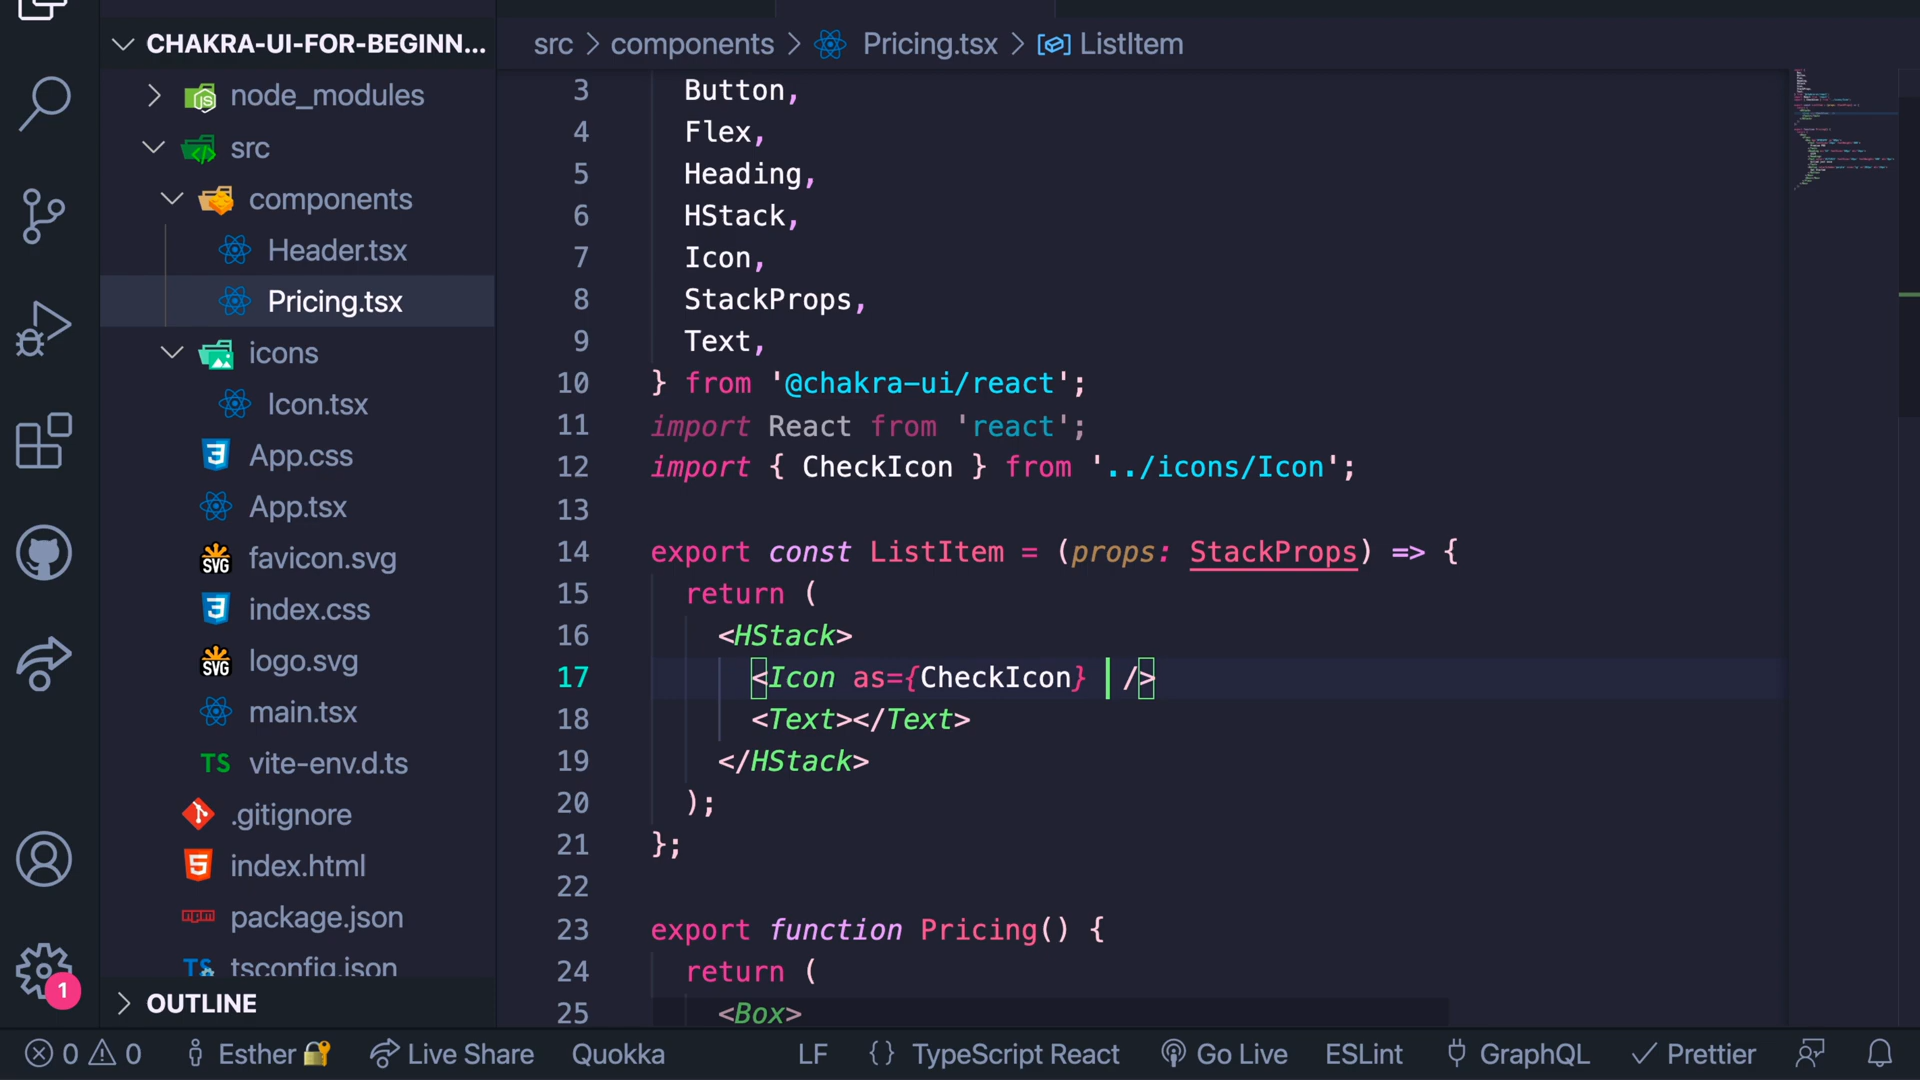 CHAKRA-UI-FOR-BEGINN...
node_modules
src
components
Header.tsx
Pricing.tsx
icons
Icon.tsx
App.css
App.tsx
favicon.svg
index.css
logo.svg
main.tsx
TS vite-env.d.ts
.gitignore
index.html
package.json
tsconfig.json
OUTLINE
1
src > components > Pricing.tsx > ListItem
3 Button,
4 Flex,
5 Heading,
6 HStack,
7 Icon,
8 StackProps,
9 Text,
10 } from '@chakra-ui/react';
11 import React from 'react';
12 import { CheckIcon } from '../icons/Icon';
13
14 export const ListItem = (props: StackProps) => {
15 return (
16 <HStack>
17 <Icon as={CheckIcon} />
18 <Text></Text>
19 </HStack>
20 );
21 };
22
23 export function Pricing() {
24 return (
25 <Box>
0 0 Esther Live Share Quokka LF {} TypeScript React Go Live ESLint GraphQL Prettier